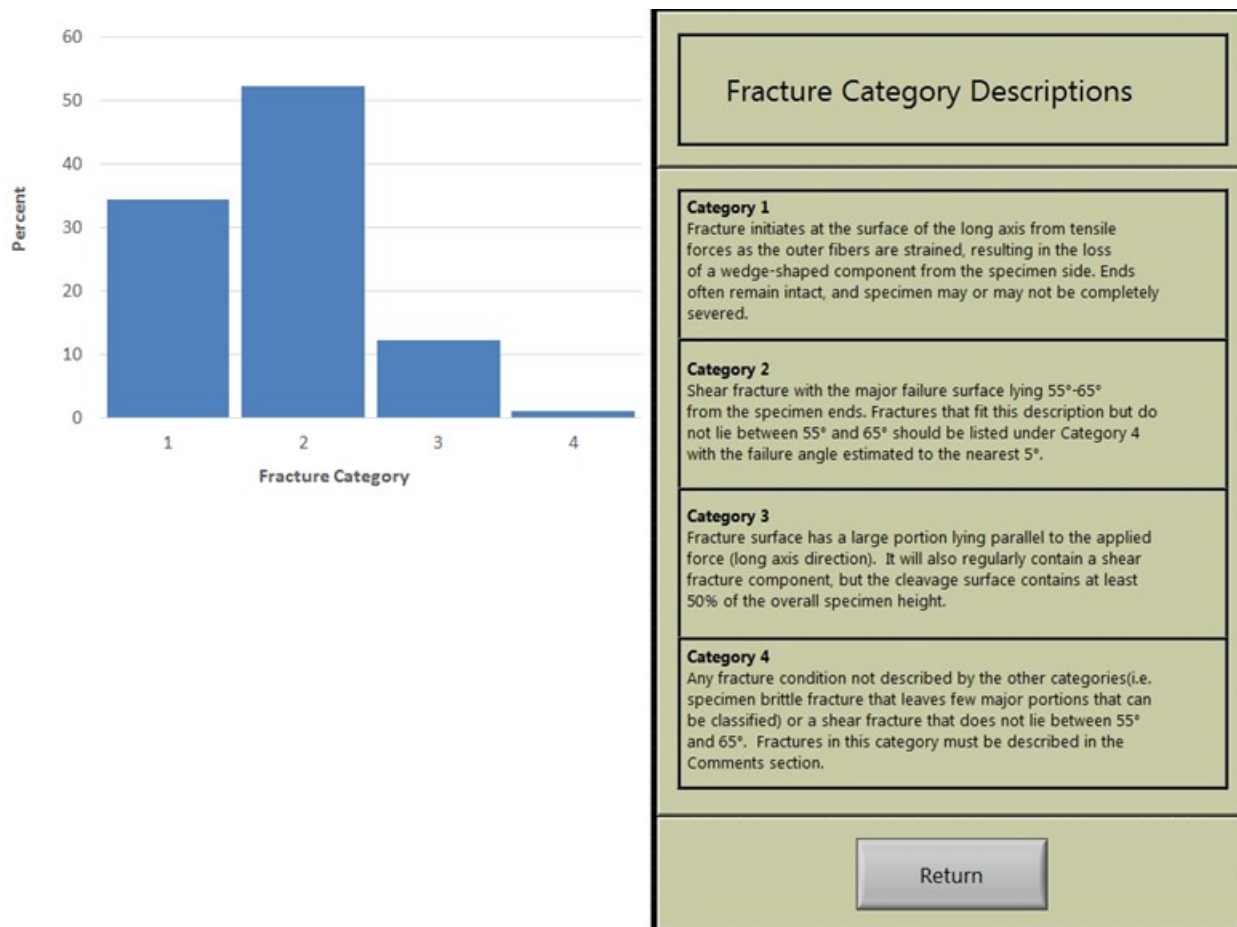 60
50
40
30
20
10
0
Percent
1 2 3 4
Fracture Category
Fracture Category Descriptions
Category 1
Fracture initiates at the surface of the long axis from tensile
forces as the outer fibers are strained, resulting in the loss
of a wedge-shaped component from the specimen side. Ends
often remain intact, and specimen may or may not be completely
severed.
Category 2
Shear fracture with the major failure surface lying 55°-65°
from the specimen ends. Fractures that fit this description but do
not lie between 55° and 65° should be listed under Category 4
with the failure angle estimated to the nearest 5°.
Category 3
Fracture surface has a large portion lying parallel to the applied
force (long axis direction).  It will also regularly contain a shear
fracture component, but the cleavage surface contains at least
50% of the overall specimen height.
Category 4
Any fracture condition not described by the other categories(i.e.
specimen brittle fracture that leaves few major portions that can
be classified) or a shear fracture that does not lie between 55°
and 65°.  Fractures in this category must be described in the
Comments section.
Return